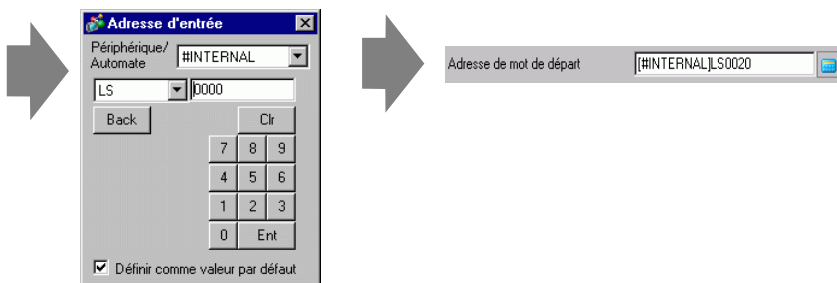 Adresse d'entrée
Périphérique/
Automate
#INTERNAL
LS
0000
Back
Clr
7 8 9
4 5 6
1 2 3
0 Ent
Définir comme valeur par défaut
Adresse de mot de départ
[#INTERNAL]LS0020